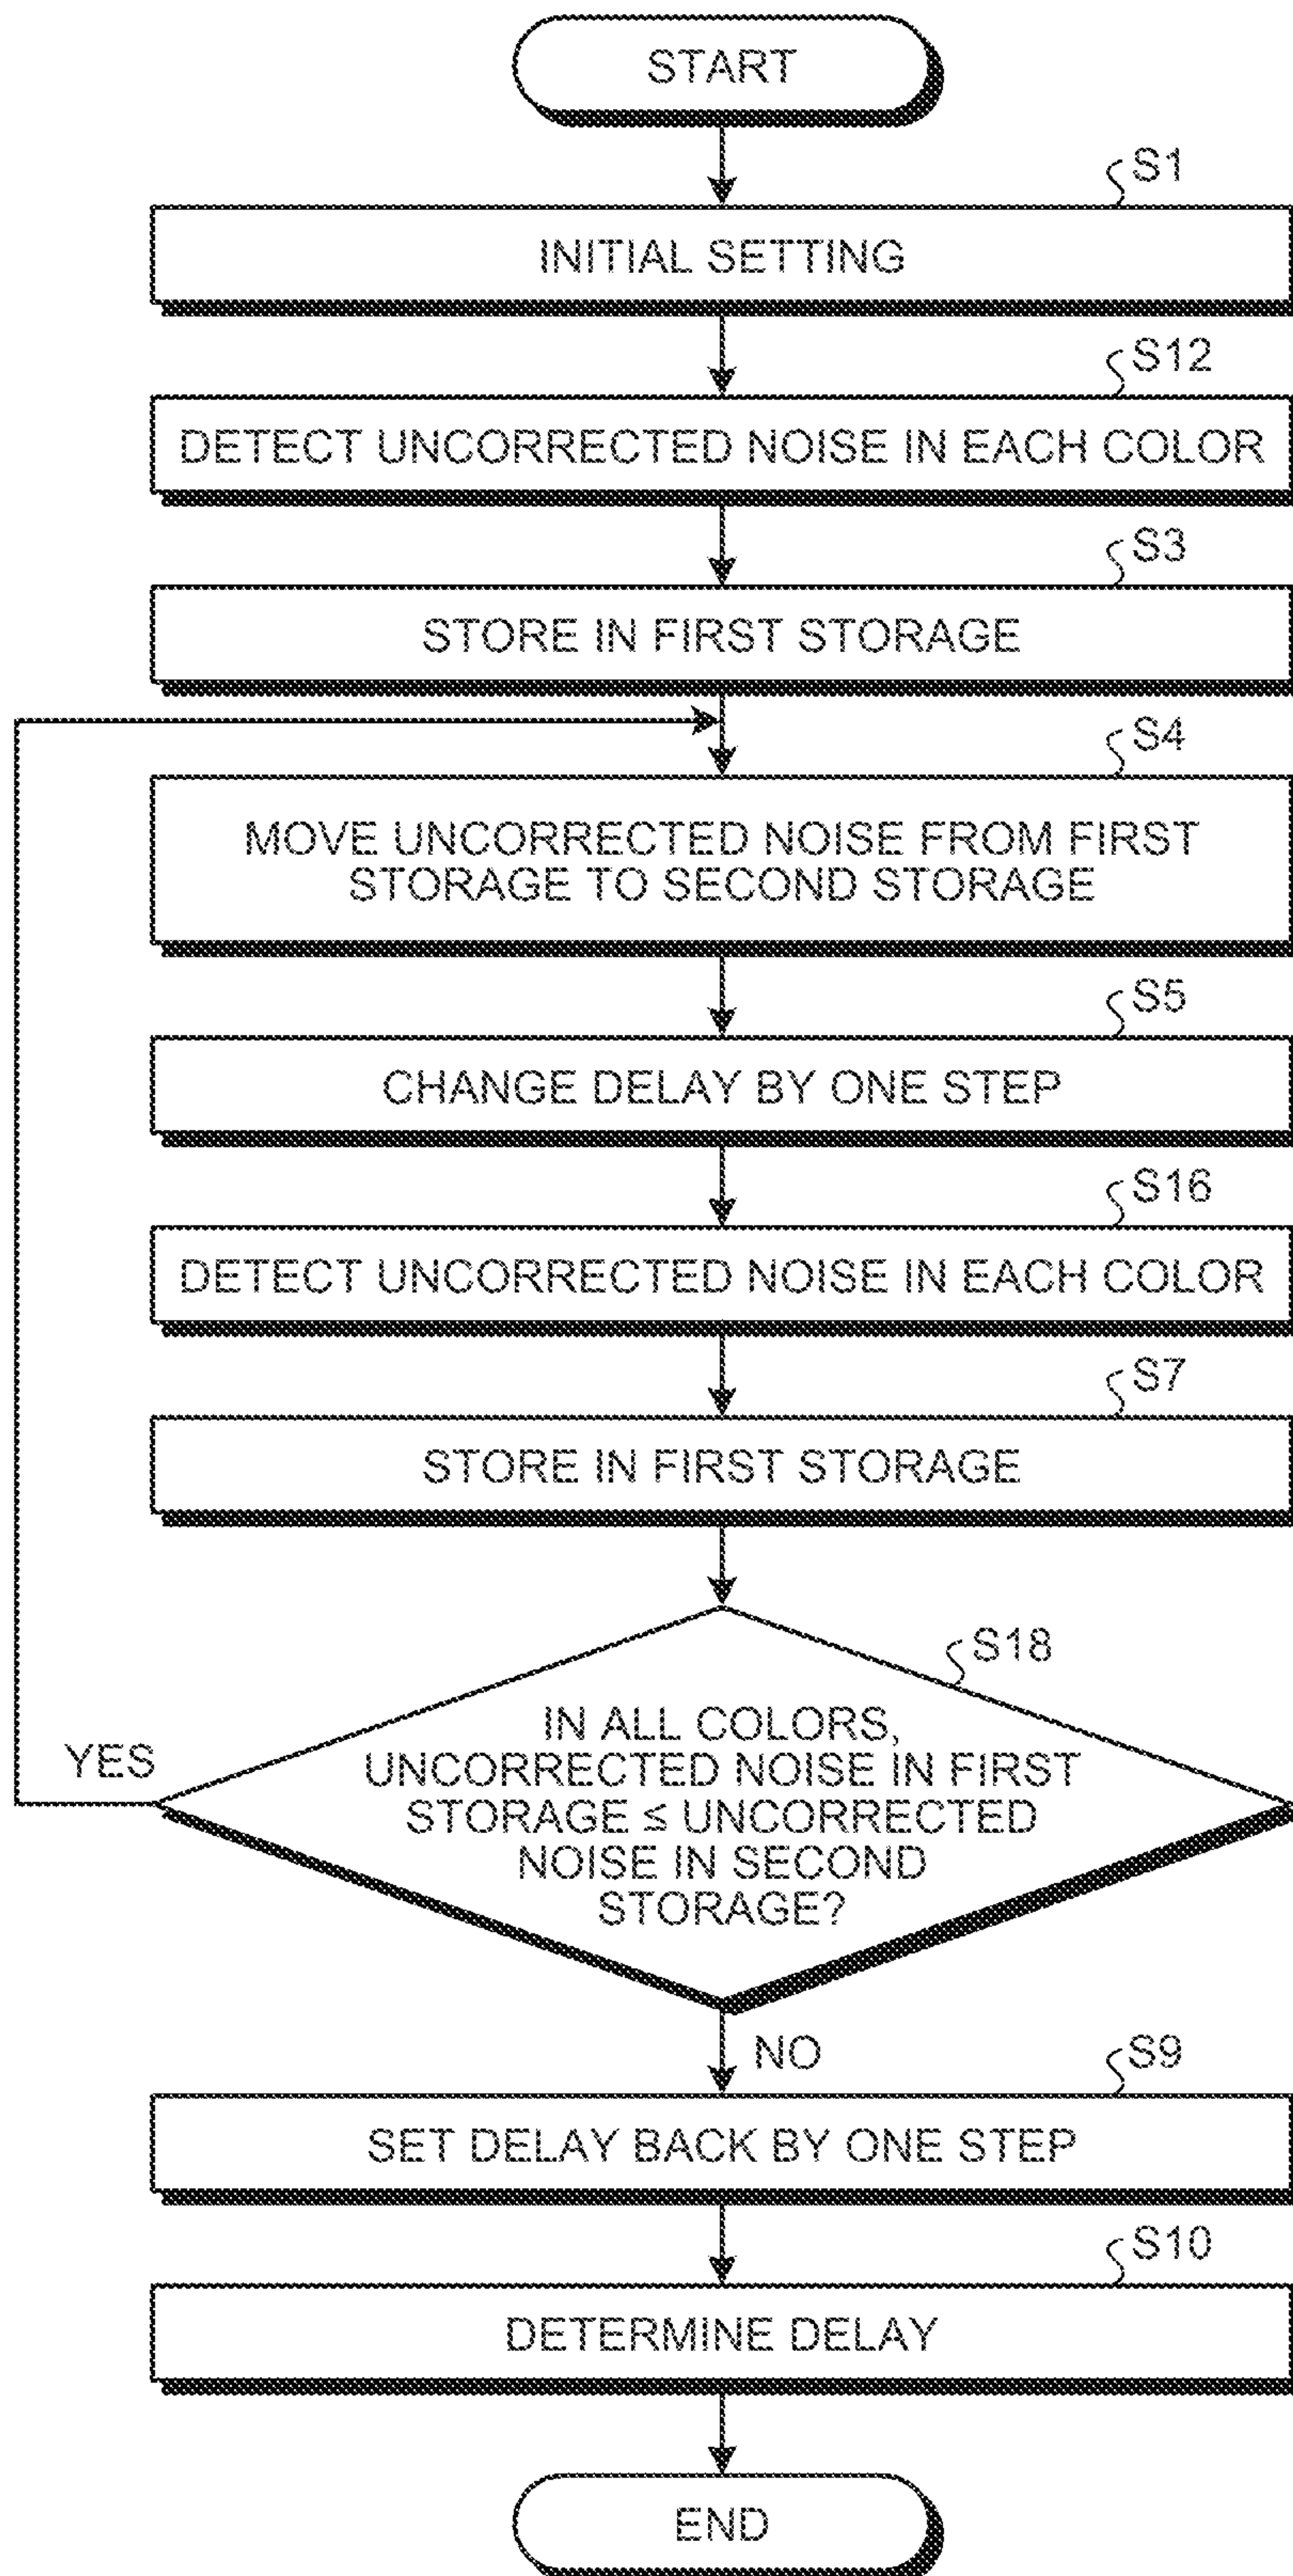 START
S1
INITIAL SETTING
S12
DETECT UNCORRECTED NOISE IN EACH COLOR
S3
STORE IN FIRST STORAGE
S4
MOVE UNCORRECTED NOISE FROM FIRST
STORAGE TO SECOND STORAGE
S5
CHANGE DELAY BY ONE STEP
S16
DETECT UNCORRECTED NOISE IN EACH COLOR
S7
STORE IN FIRST STORAGE
S18
IN ALL COLORS,
UNCORRECTED NOISE IN FIRST
STORAGE ≤ UNCORRECTED
NOISE IN SECOND
STORAGE?
YES
NO
S9
SET DELAY BACK BY ONE STEP
S10
DETERMINE DELAY
END